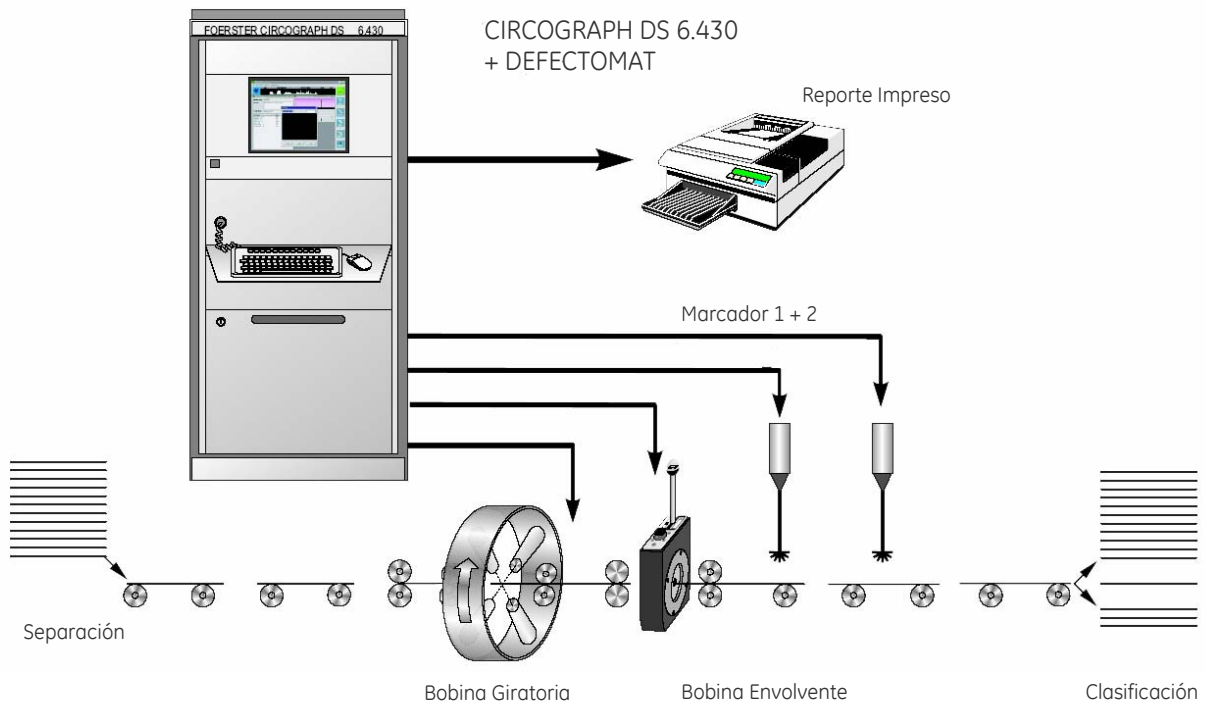 FOERSTER CIRCOGRAPH DS 6.430
CIRCOGRAPH DS 6.430
+ DEFECTOMAT
Reporte Impreso
Marcador 1 + 2
Separación
Bobina Giratoria
Bobina Envolvente
Clasificación